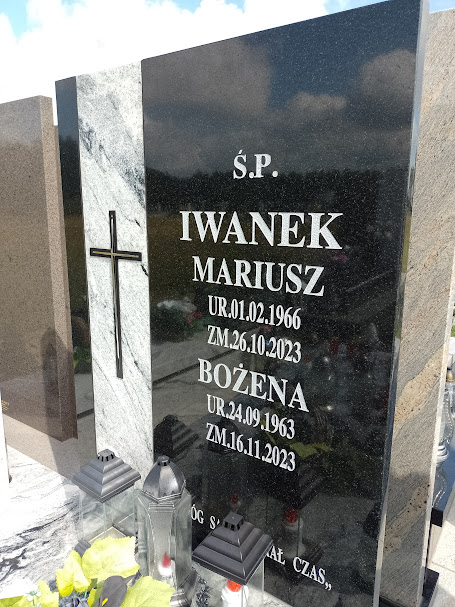 Ś.P.
IWANEK
MARIUSZ
UR.01.02.1966
ZM.26.10.2023
BOŻENA
UR.24.09.1963
ZM.16.11.2023
CZAS,,